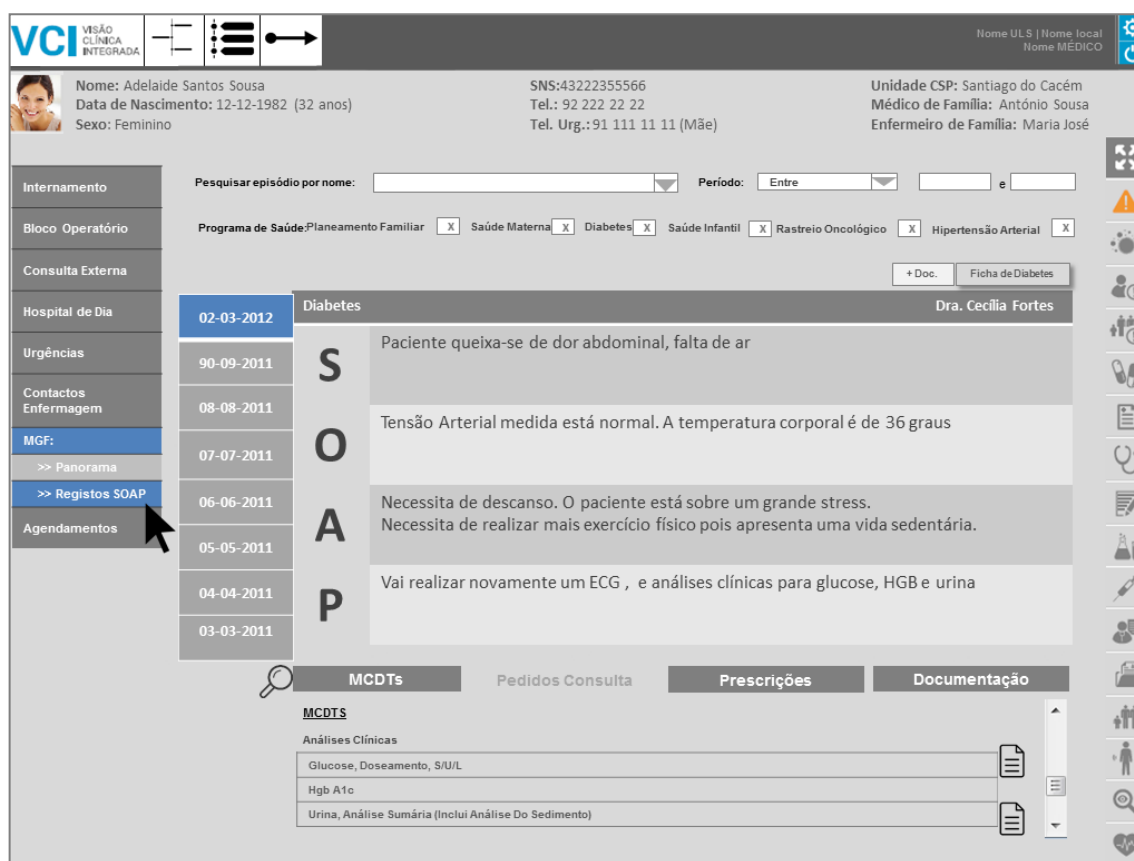 VCI VISÃO
CLÍNICA
INTEGRADA
Nome ULS | Nome local
Nome MÉDICO
Nome: Adelaide Santos Sousa
Data de Nascimento: 12-12-1982 (32 anos)
Sexo: Feminino
SNS:43222355566
Tel.: 92 222 22 22
Tel. Urg.: 91 111 11 11 (Mãe)
Unidade CSP: Santiago do Cacém
Médico de Família: António Sousa
Enfermeiro de Família: Maria José
Internamento
Bloco Operatório
Consulta Externa
Hospital de Dia
Urgências
Contactos
Enfermagem
MGF:
>> Panorama
>> Registos SOAP
Agendamentos
Pesquisar episódio por nome: Período: Entre e
Programa de Saúde: Planeamento Familiar X Saúde Materna X Diabetes X Saúde Infantil X Rastreio Oncológico X Hipertensão Arterial X
+ Doc. Ficha de Diabetes
02-03-2012
90-09-2011
08-08-2011
07-07-2011
06-06-2011
05-05-2011
04-04-2011
03-03-2011
Diabetes Dra. Cecília Fortes
S Paciente queixa-se de dor abdominal, falta de ar
O Tensão Arterial medida está normal. A temperatura corporal é de 36 graus
A Necessita de descanso. O paciente está sobre um grande stress.
Necessita de realizar mais exercício físico pois apresenta uma vida sedentária.
P Vai realizar novamente um ECG , e análises clínicas para glucose, HGB e urina
MCDTs Pedidos Consulta Prescrições Documentação
MCDTS
Análises Clínicas
Glucose, Doseamento, S/U/L
Hgb A1c
Urina, Análise Sumária (Inclui Análise Do Sedimento)